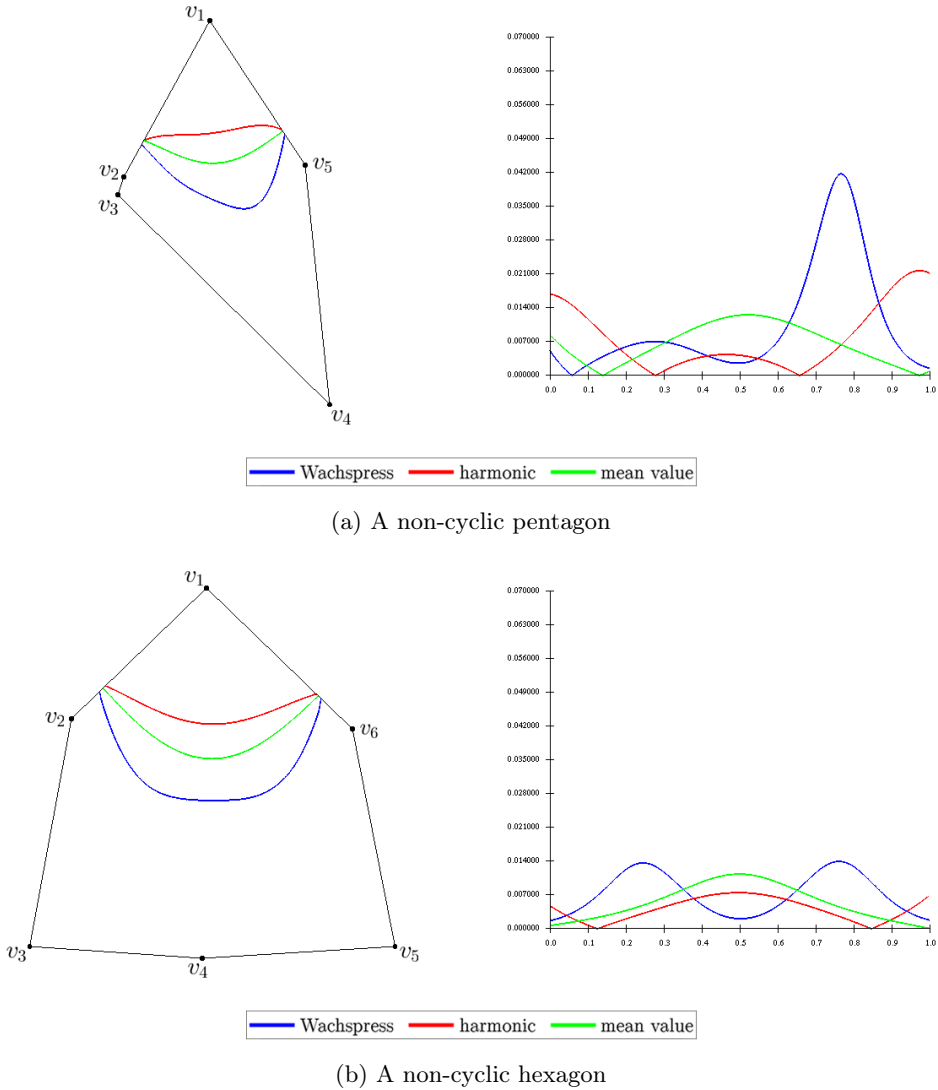 v1
v2
v3
v5
v4
0.070000
0.063000
0.056000
0.049000
0.042000
0.035000
0.028000
0.021000
0.014000
0.007000
0.000000
0.0 0.1 0.2 0.3 0.4 0.5 0.6 0.7 0.8 0.9 1.0
Wachspress harmonic mean value
(a) A non-cyclic pentagon
v1
v2
v6
v3
v4
v5
0.070000
0.063000
0.056000
0.049000
0.042000
0.035000
0.028000
0.021000
0.014000
0.007000
0.000000
0.0 0.1 0.2 0.3 0.4 0.5 0.6 0.7 0.8 0.9 1.0
Wachspress harmonic mean value
(b) A non-cyclic hexagon